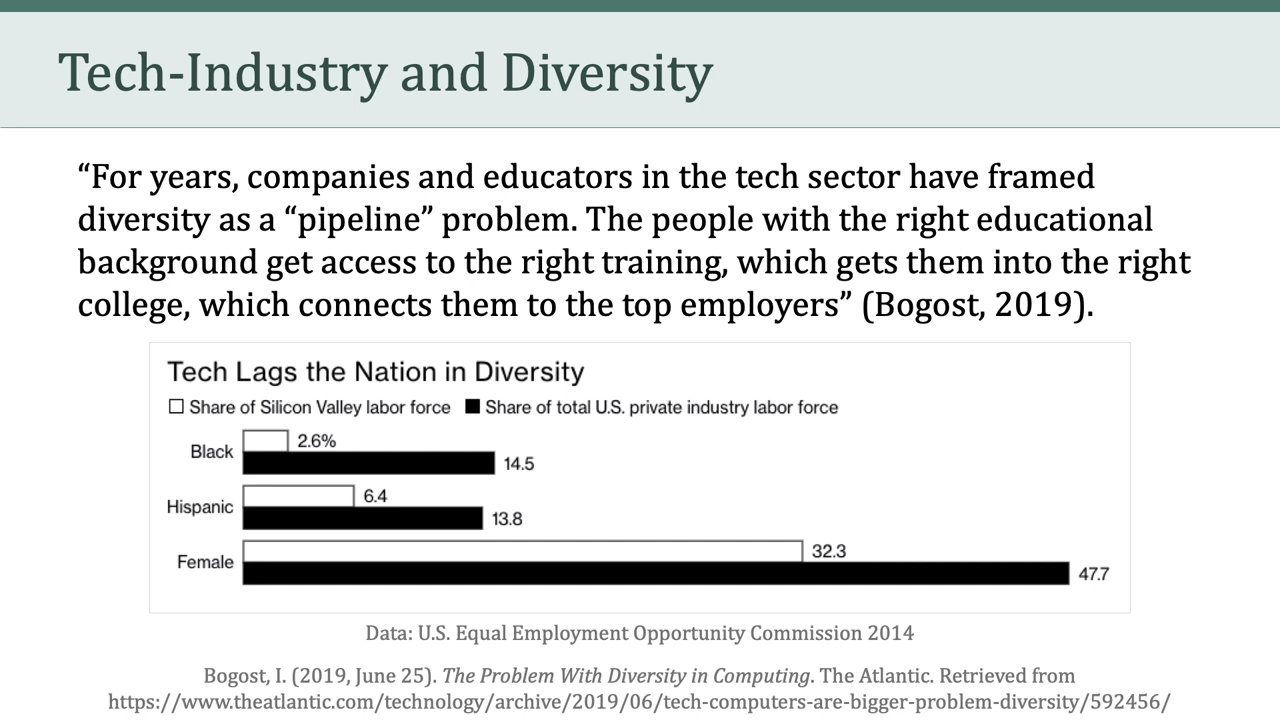 Tech-Industry and Diversity
“For years, companies and educators in the tech sector have framed
diversity as a “pipeline” problem. The people with the right educational
background get access to the right training, which gets them into the right
college, which connects them to the top employers” (Bogost, 2019).
Tech Lags the Nation in Diversity
Share of Silicon Valley labor force Share of total U.S. private industry labor force
Black 2.6%
14.5
Hispanic 6.4
13.8
Female 32.3
47.7
Data: U.S. Equal Employment Opportunity Commission 2014
Bogost, I. (2019, June 25). The Problem With Diversity in Computing. The Atlantic. Retrieved from
https://www.theatlantic.com/technology/archive/2019/06/tech-computers-are-bigger-problem-diversity/592456/